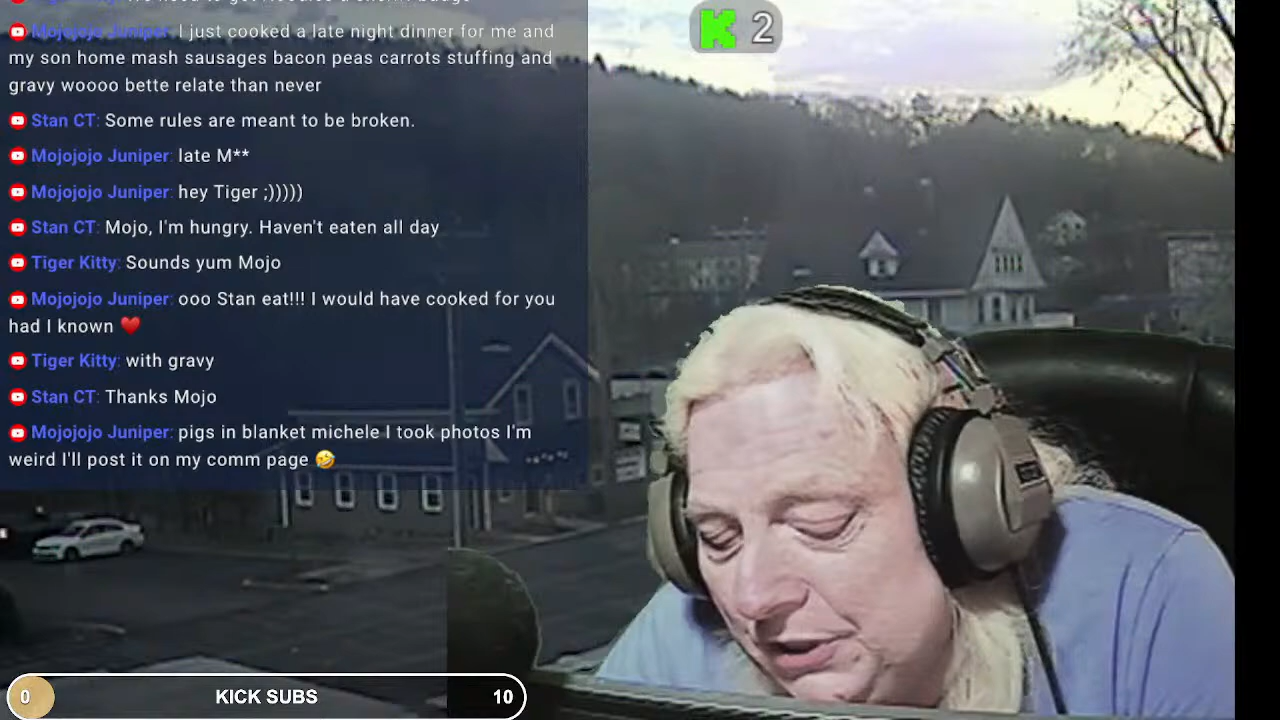 Mojojojo Juniper: I just cooked a late night dinner for me and
my son home mash sausages bacon peas carrots stuffing and
gravy woooo bette relate than never
Stan CT: Some rules are meant to be broken.
Mojojojo Juniper: late M**
Mojojojo Juniper: hey Tiger ;)))))
Stan CT: Mojo, I'm hungry. Haven't eaten all day
Tiger Kitty: Sounds yum Mojo
Mojojojo Juniper: ooo Stan eat!!! I would have cooked for you
had I known ❤️
Tiger Kitty: with gravy
Stan CT: Thanks Mojo
Mojojojo Juniper: pigs in blanket michele I took photos I'm
weird I'll post it on my comm page 🤣
K 2
0 KICK SUBS 10